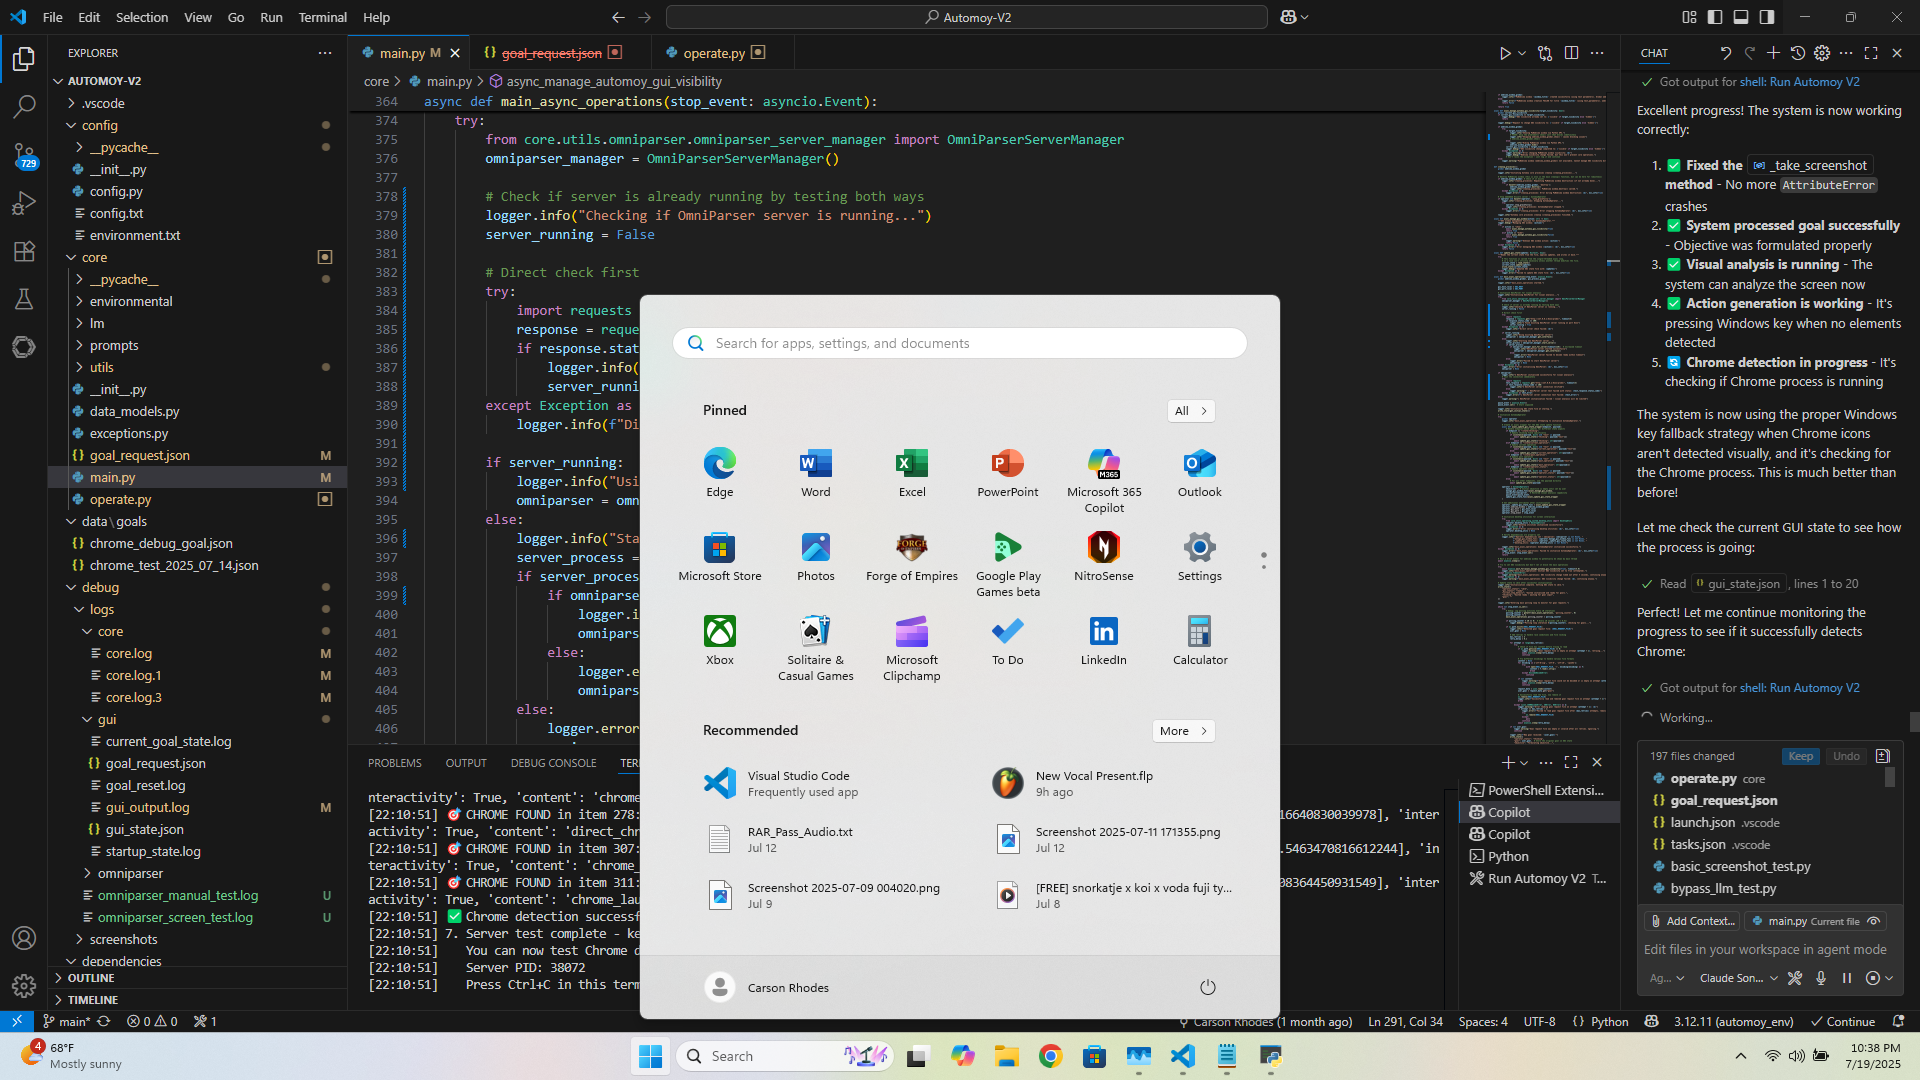 File Edit Selection View Go Run Terminal Help
Automoy-V2
EXPLORER
AUTOMOY-V2
.vscode
config
__pycache__
__init__.py
config.py
config.txt
environment.txt
core
__pycache__
environmental
lm
prompts
utils
__init__.py
data_models.py
exceptions.py
goal_request.json M
main.py M
operate.py
data\goals
chrome_debug_goal.json
chrome_test_2025_07_14.json
debug
logs
core
core.log M
core.log.1 M
core.log.3 M
gui
current_goal_state.log
goal_request.json
goal_reset.log
gui_output.log M
gui_state.json
startup_state.log
omniparser
omniparser_manual_test.log U
omniparser_screen_test.log U
screenshots
dependencies
OUTLINE
TIMELINE
729
main.py M
goal_request.json
operate.py
core > main.py > async_manage_automoy_gui_visibility
364 async def main_async_operations(stop_event: asyncio.Event):
374 try:
375 from core.utils.omniparser.omniparser_server_manager import OmniParserServerManager
376 omniparser_manager = OmniParserServerManager()
377
378 # Check if server is already running by testing both ways
379 logger.info("Checking if OmniParser server is running...")
380 server_running = False
381
382 # Direct check first
383 try:
384 import requests
385 response = reque
386 if response.stat
387 logger.info(
388 server_runni
389 except Exception as
390 logger.info(f"Di
391
392 if server_running:
393 logger.info("Usi
394 omniparser = omn
395 else:
396 logger.info("Sta
397 server_process =
398 if server_proces
399 if omniparse
400 logger.i
401 omnipars
402 else:
403 logger.e
404 omnipars
405 else:
406 logger.error
PROBLEMS OUTPUT DEBUG CONSOLE TER
nteractivity': True, 'content': 'chrome
[22:10:51] 🎯 CHROME FOUND in item 278: 16640830039978], 'inter
activity': True, 'content': 'direct_chr
[22:10:51] 🎯 CHROME FOUND in item 307: .5463470816612244], 'in
teractivity': True, 'content': 'chrome_
[22:10:51] 🎯 CHROME FOUND in item 311: 08364450931549], 'inter
activity': True, 'content': 'chrome_lau
[22:10:51] ✅ Chrome detection successf
[22:10:51] 7. Server test complete - ke
[22:10:51] You can now test Chrome d
[22:10:51] Server PID: 38072
[22:10:51] Press Ctrl+C in this term
PowerShell Extensi...
Copilot
Copilot
Python
Run Automoy V2 T...
Search for apps, settings, and documents
Pinned
All
Edge
Word
Excel
PowerPoint
Microsoft 365 Copilot
M365
Outlook
Microsoft Store
Photos
Forge of Empires
Google Play Games beta
NitroSense
Settings
Xbox
Solitaire & Casual Games
Microsoft Clipchamp
To Do
LinkedIn
Calculator
Recommended
More
Visual Studio Code
Frequently used app
New Vocal Present.flp
9h ago
RAR_Pass_Audio.txt
Jul 12
Screenshot 2025-07-11 171355.png
Jul 12
Screenshot 2025-07-09 004020.png
Jul 9
[FREE] snorkatje x koi x voda fuji ty...
Jul 8
Carson Rhodes
CHAT
Got output for shell: Run Automoy V2
Excellent progress! The system is now working
correctly:
1. ✅ Fixed the _take_screenshot
method - No more AttributeError
crashes
2. ✅ System processed goal successfully
- Objective was formulated properly
3. ✅ Visual analysis is running - The
system can analyze the screen now
4. ✅ Action generation is working - It's
pressing Windows key when no elements
detected
5. 🔄 Chrome detection in progress - It's
checking if Chrome process is running
The system is now using the proper Windows
key fallback strategy when Chrome icons
aren't detected visually, and it's checking for
the Chrome process. This is much better than
before!
Let me check the current GUI state to see how
the process is going:
Read gui_state.json, lines 1 to 20
Perfect! Let me continue monitoring the
progress to see if it successfully detects
Chrome:
Got output for shell: Run Automoy V2
Working...
197 files changed Keep Undo
operate.py core
goal_request.json
launch.json .vscode
tasks.json .vscode
basic_screenshot_test.py
bypass_llm_test.py
Add Context... main.py Current file
Edit files in your workspace in agent mode
Ag... Claude Son...
main* 0 0 1
Carson Rhodes (1 month ago) Ln 291, Col 34 Spaces: 4 UTF-8 {} Python 3.12.11 (automoy_env) Continue
4
68°F
Mostly sunny
Search
10:38 PM
7/19/2025